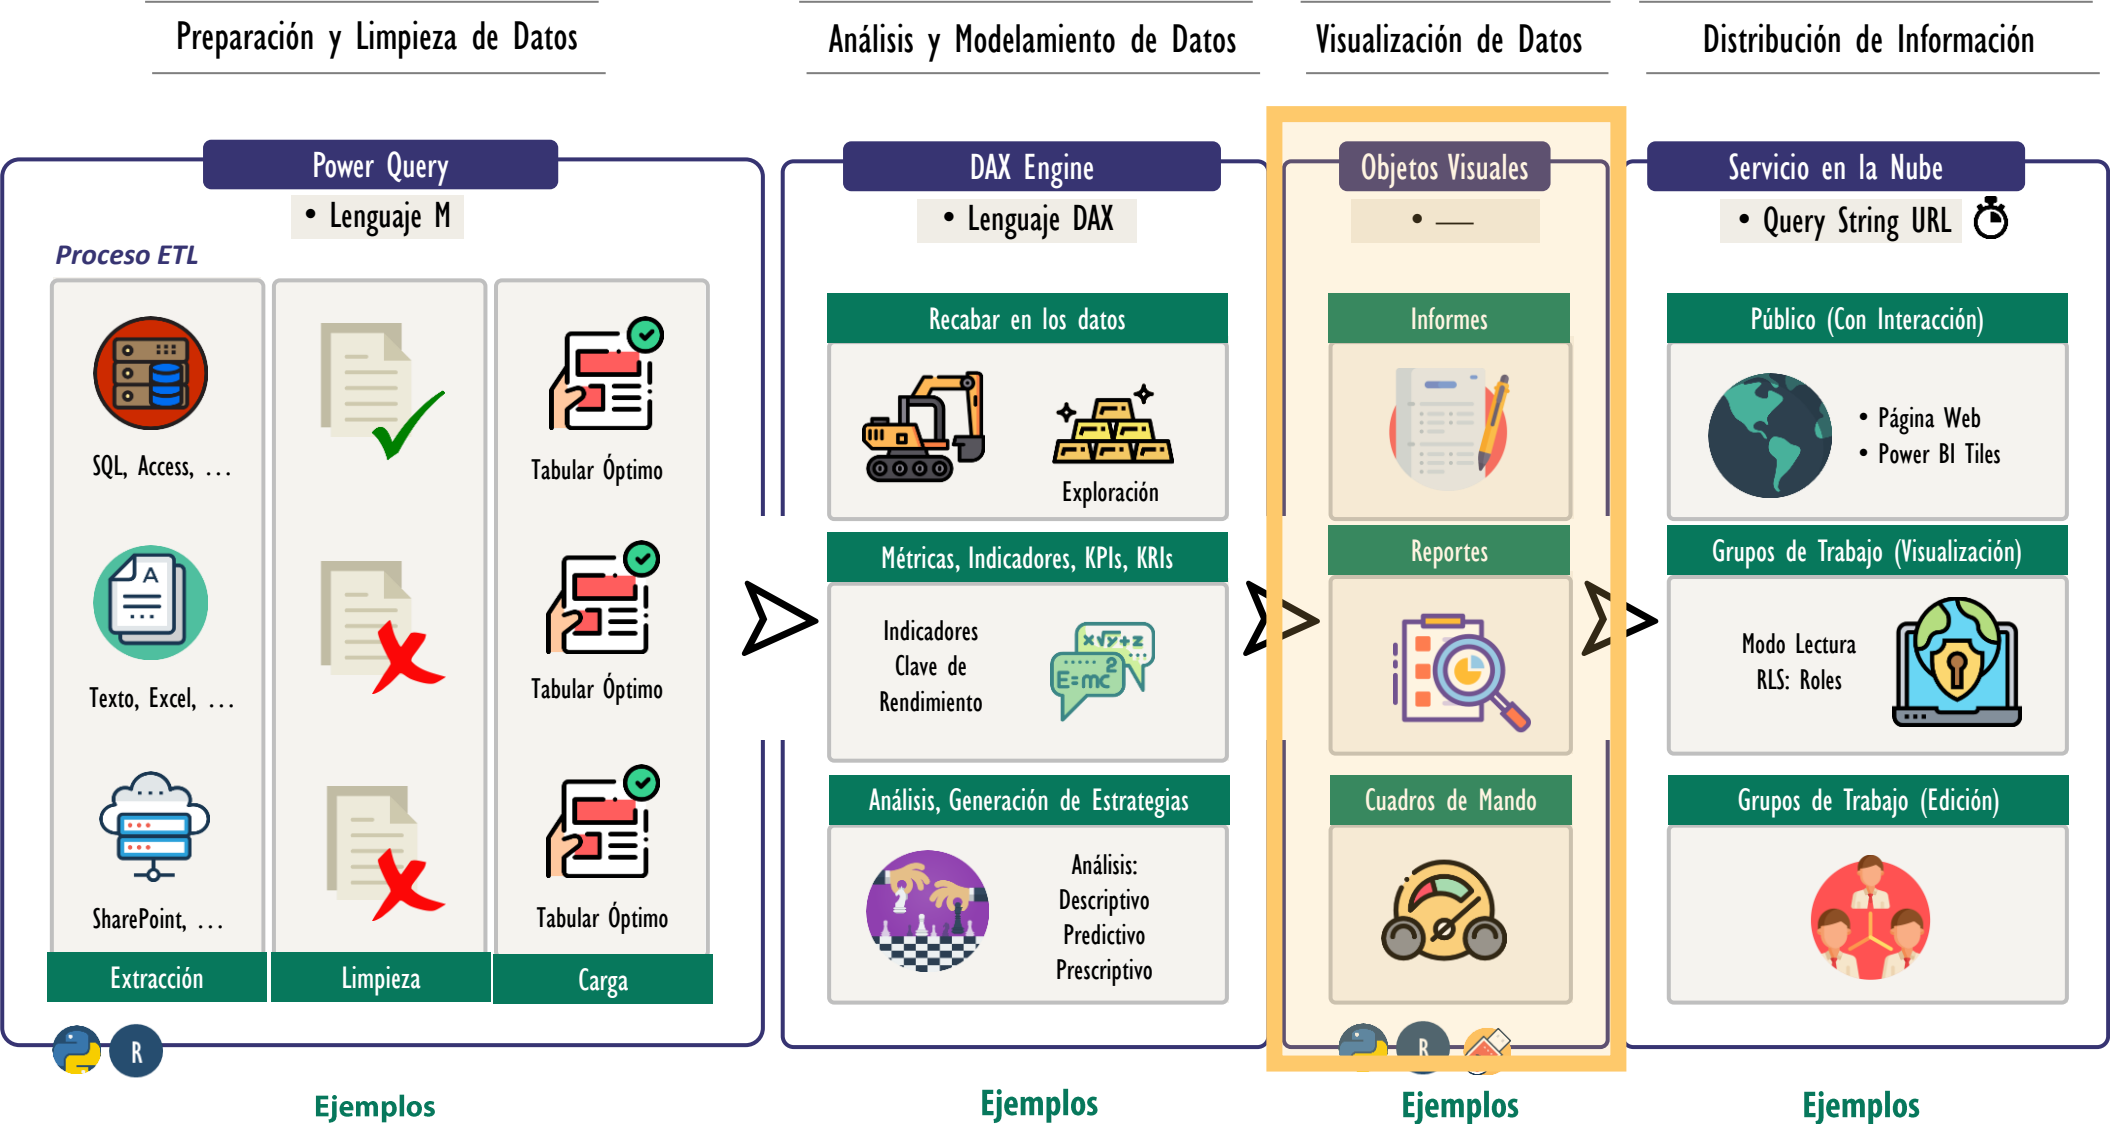 Preparación y Limpieza de Datos
Análisis y Modelamiento de Datos
Visualización de Datos
Distribución de Información
Power Query
• Lenguaje M
Proceso ETL
SQL, Access, ...
Texto, Excel, ...
SharePoint, ...
Extracción
Limpieza
Tabular Óptimo
Tabular Óptimo
Tabular Óptimo
Carga
R
Ejemplos
DAX Engine
• Lenguaje DAX
Recabar en los datos
Exploración
Métricas, Indicadores, KPIs, KRIs
Indicadores
Clave de
Rendimiento
x√y+z
E=mc²
Análisis, Generación de Estrategias
Análisis:
Descriptivo
Predictivo
Prescriptivo
Ejemplos
Objetos Visuales
• __
Informes
Reportes
Cuadros de Mando
R
Ejemplos
Servicio en la Nube
• Query String URL
Público (Con Interacción)
• Página Web
• Power BI Tiles
Grupos de Trabajo (Visualización)
Modo Lectura
RLS: Roles
Grupos de Trabajo (Edición)
Ejemplos